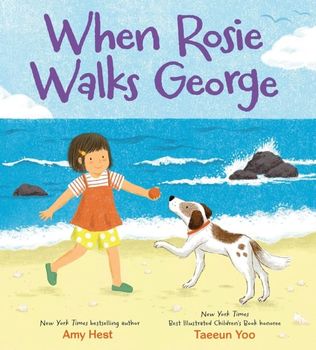 When Rosie
Walks George
New York Times bestselling author
Amy Hest
New York Times
Best Illustrated Children's Book honoree
Taeeun Yoo